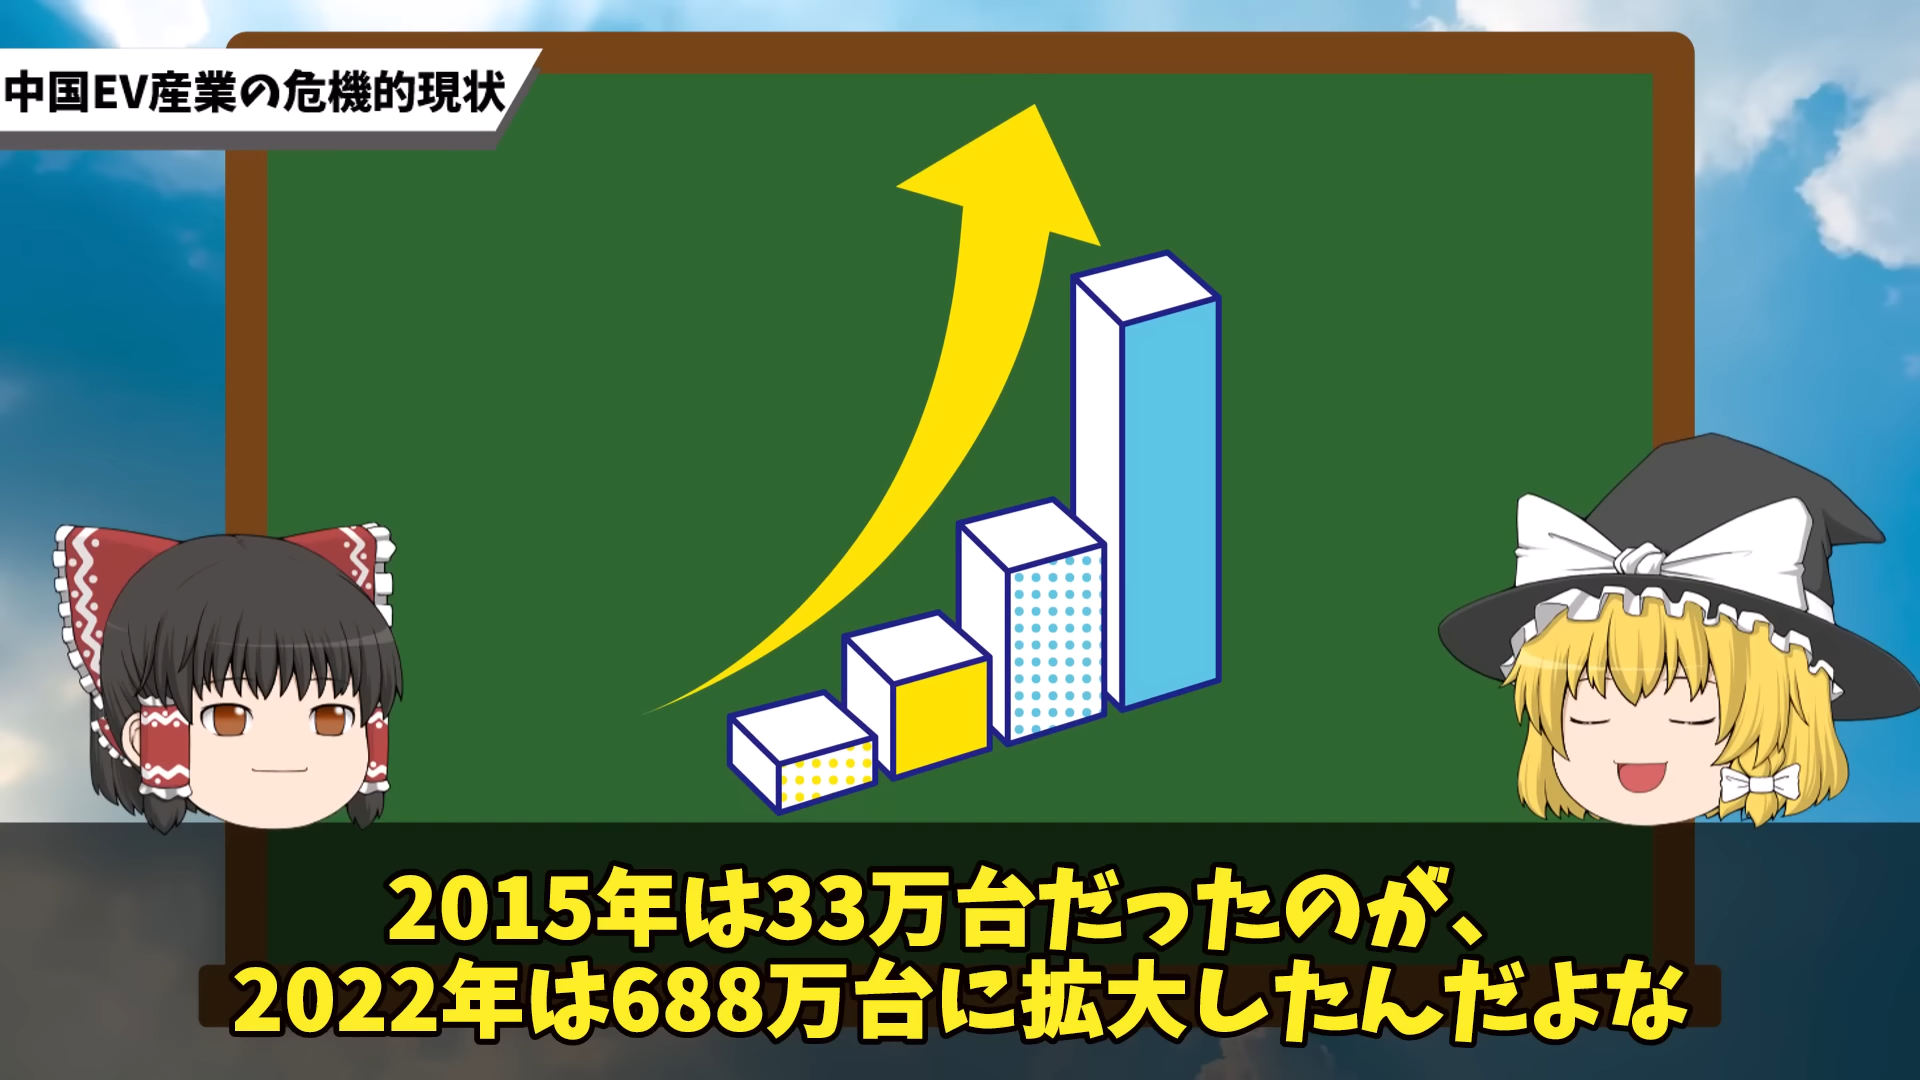 中国EV産業の危機的現状
2015年は33万台だったのが、
2022年は688万台に拡大したんだよな